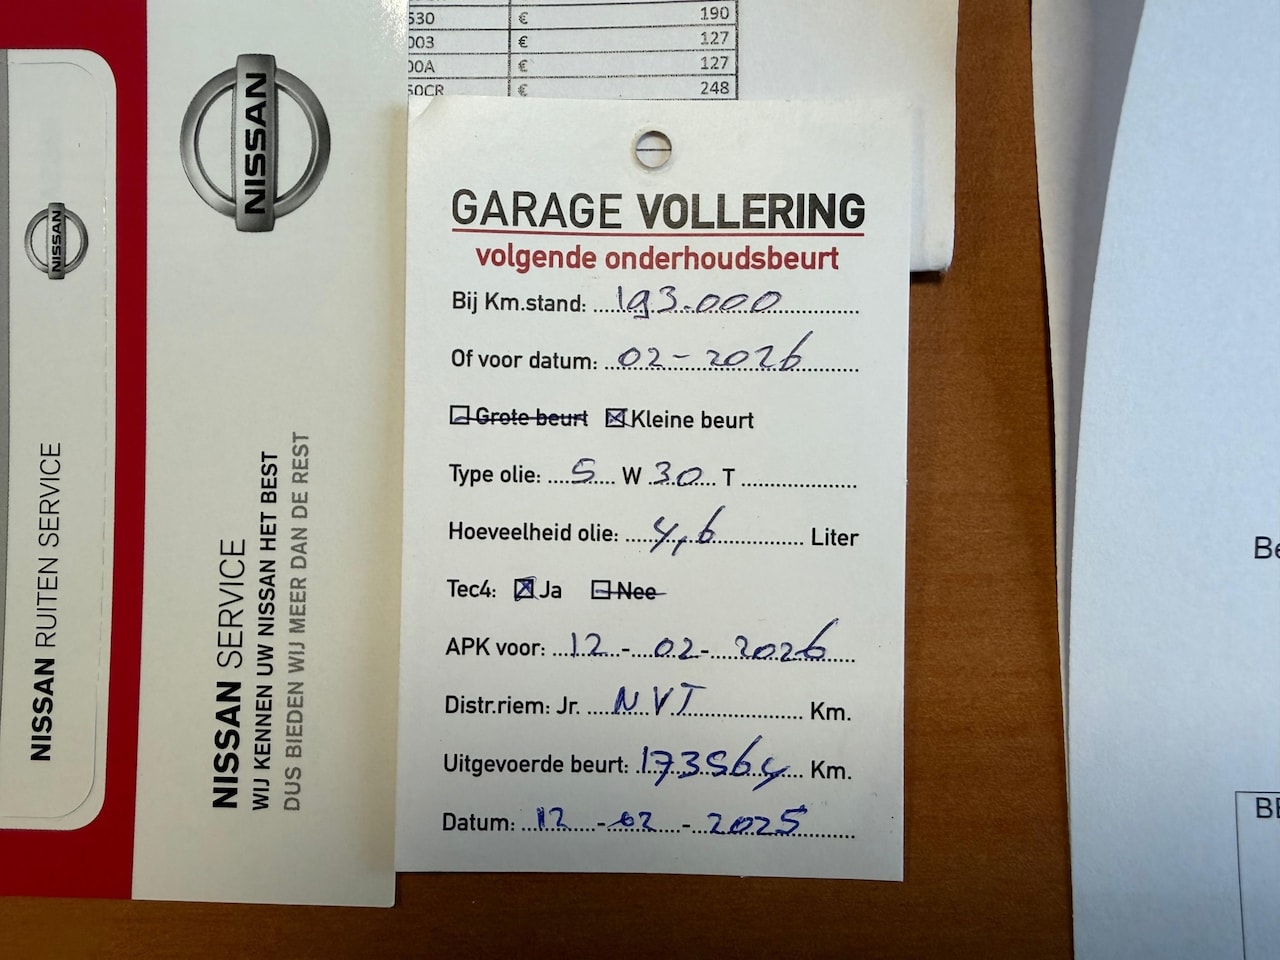 530 € 190
003 € 127
00A € 127
50CR € 248
NISSAN
NISSAN
NISSAN RUITEN SERVICE
NISSAN SERVICE
WIJ KENNEN UW NISSAN HET BEST
DUS BIEDEN WIJ MEER DAN DE REST
GARAGE VOLLERING
volgende onderhoudsbeurt
Bij Km.stand: 193.000
Of voor datum: 02-2026
Grote beurt Kleine beurt
Type olie: 5 W 30 T
Hoeveelheid olie: 4,6 Liter
Tec4: Ja Nee
APK voor: 12-02-2026
Distr.riem: Jr. NVT Km.
Uitgevoerde beurt: 173564 Km.
Datum: 12-02-2025
Be
BE